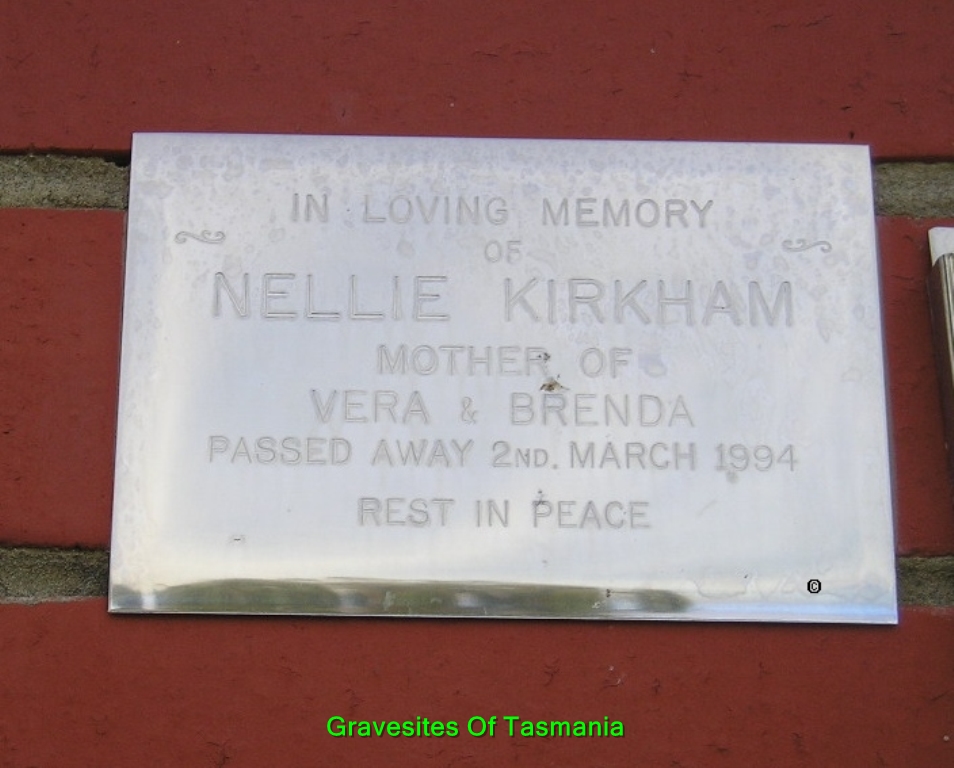 IN LOVING MEMORY
OF
NELLIE KIRKHAM
MOTHER OF
VERA & BRENDA
PASSED AWAY 2ND. MARCH 1994
REST IN PEACE
©
Gravesites Of Tasmania